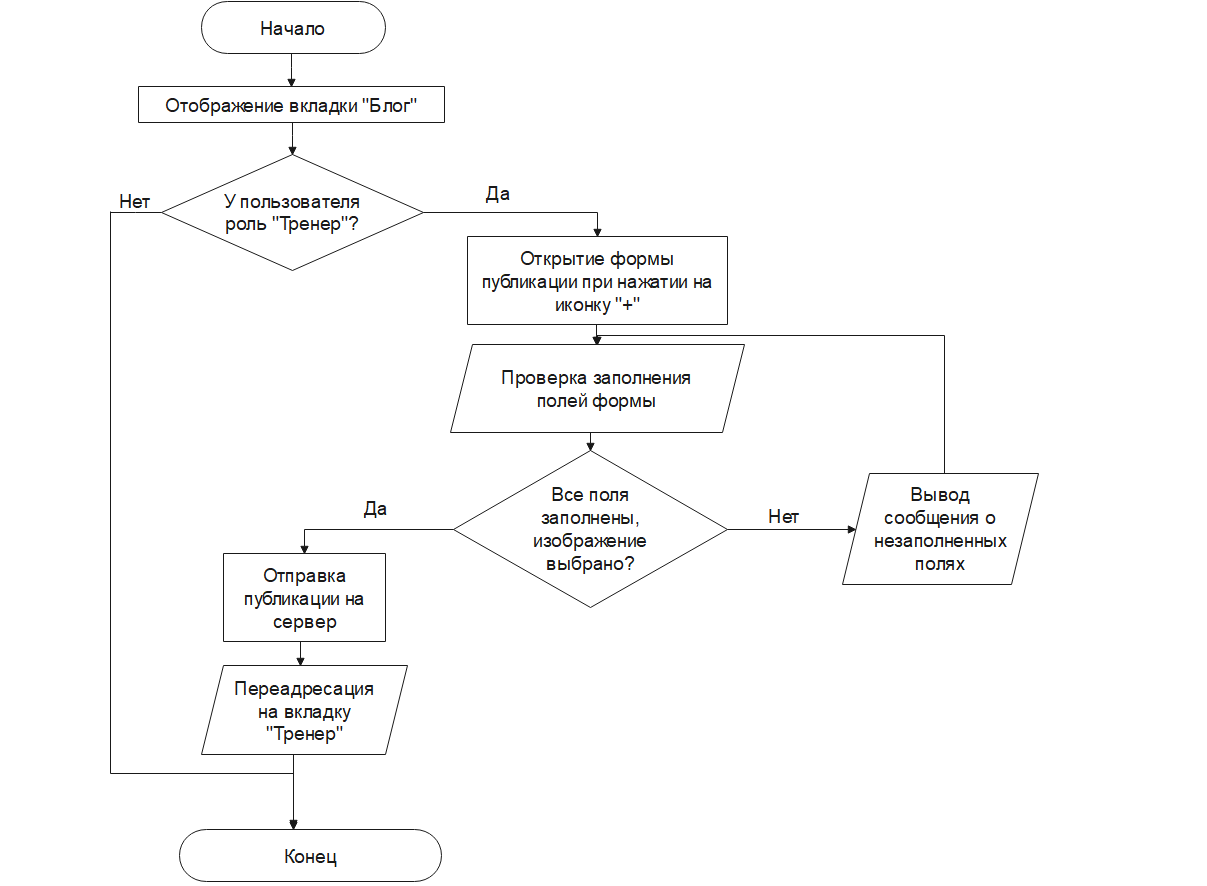 Начало
Отображение вкладки "Блог"
Нет
У пользователя
роль "Тренер"?
Да
Открытие формы
публикации при нажатии на
иконку "+"
Проверка заполнения
полей формы
Да
Все поля
заполнены,
изображение
выбрано?
Нет
Вывод
сообщения о
незаполненных
полях
Отправка
публикации на
сервер
Переадресация
на вкладку
"Тренер"
Конец